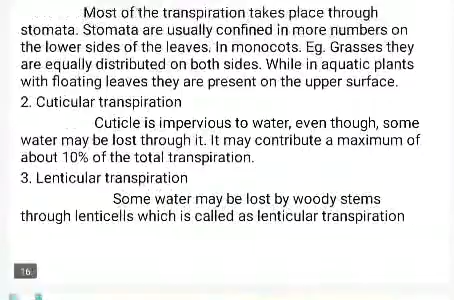 Most of the transpiration takes place through
stomata. Stomata are usually confined in more numbers on
the lower sides of the leaves. In monocots. Eg. Grasses they
are equally distributed on both sides. While in aquatic plants
with floating leaves they are present on the upper surface.
2. Cuticular transpiration
Cuticle is impervious to water, even though, some
water may be lost through it. It may contribute a maximum of
about 10% of the total transpiration.
3. Lenticular transpiration
Some water may be lost by woody stems
through lenticells which is called as lenticular transpiration
16